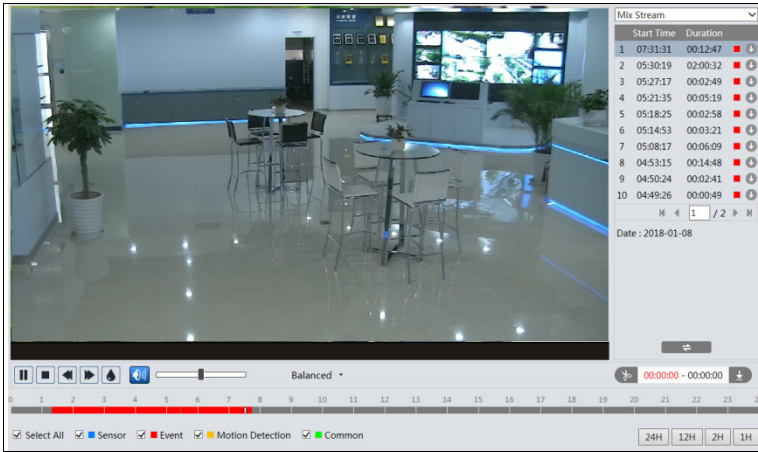 Mix Stream
Start Time Duration
1 07:31:31 00:12:47
2 05:30:19 02:00:32
3 05:27:17 00:02:49
4 05:21:35 00:05:19
5 05:18:25 00:02:58
6 05:14:53 00:03:21
7 05:08:17 00:06:09
8 04:53:15 00:14:48
9 04:50:24 00:02:41
10 04:49:26 00:00:49
1 / 2
Date : 2018-01-08
Balanced
00:00:00 - 00:00:00
0 1 2 3 4 5 6 7 8 9 10 11 12 13 14 15 16 17 18 19 20 21 22 23 2
Select All Sensor Event Motion Detection Common
24H 12H 2H 1H